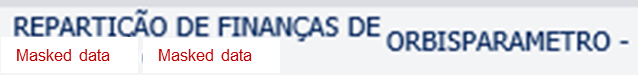 REPARTIÇÃO DE FINANÇAS DE ORBISPARAMETRO -
Masked data Masked data